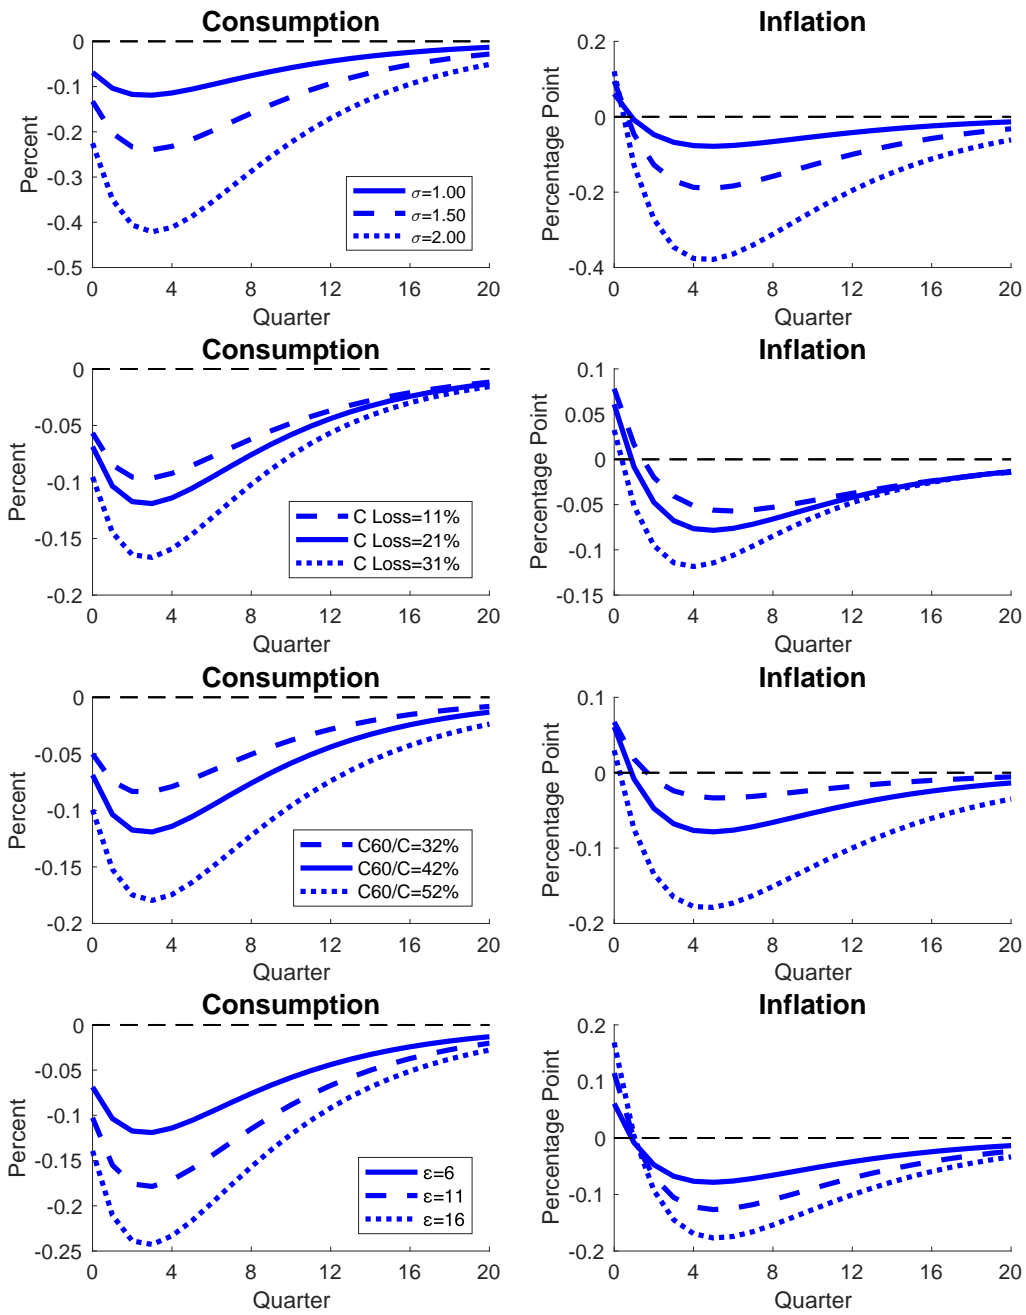 Consumption
Inflation
0
-0.1
-0.2
-0.3
-0.4
-0.5
Percent
σ=1.00
σ=1.50
σ=2.00
0 4 8 12 16 20
Quarter
0.2
0
-0.2
-0.4
Percentage Point
0 4 8 12 16 20
Quarter
Consumption
Inflation
0
-0.05
-0.1
-0.15
-0.2
Percent
C Loss=11%
C Loss=21%
C Loss=31%
0 4 8 12 16 20
Quarter
0.1
0.05
0
-0.05
-0.1
-0.15
Percentage Point
0 4 8 12 16 20
Quarter
Consumption
Inflation
0
-0.05
-0.1
-0.15
-0.2
Percent
C60/C=32%
C60/C=42%
C60/C=52%
0 4 8 12 16 20
Quarter
0.1
0
-0.1
-0.2
Percentage Point
0 4 8 12 16 20
Quarter
Consumption
Inflation
0
-0.05
-0.1
-0.15
-0.2
-0.25
Percent
ε=6
ε=11
ε=16
0 4 8 12 16 20
Quarter
0.2
0.1
0
-0.1
-0.2
Percentage Point
0 4 8 12 16 20
Quarter